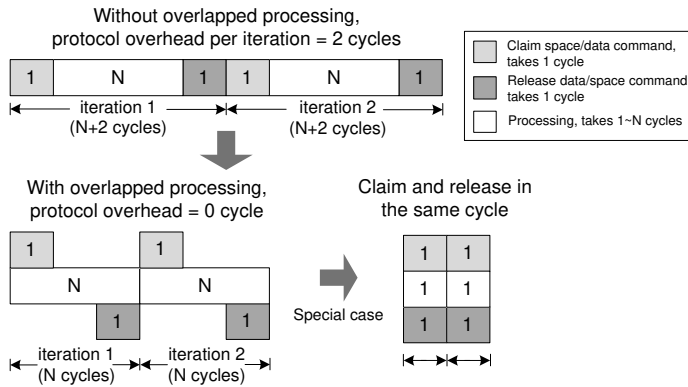 Without overlapped processing,
protocol overhead per iteration = 2 cycles
1 N 1 1 N 1
iteration 1 iteration 2
(N+2 cycles) (N+2 cycles)
Claim space/data command,
takes 1 cycle
Release data/space command
takes 1 cycle
Processing, takes 1~N cycles
With overlapped processing,
protocol overhead = 0 cycle
1 1
N N
1 1
iteration 1 iteration 2
(N cycles) (N cycles)
Special case
Claim and release in
the same cycle
1 1
1 1
1 1